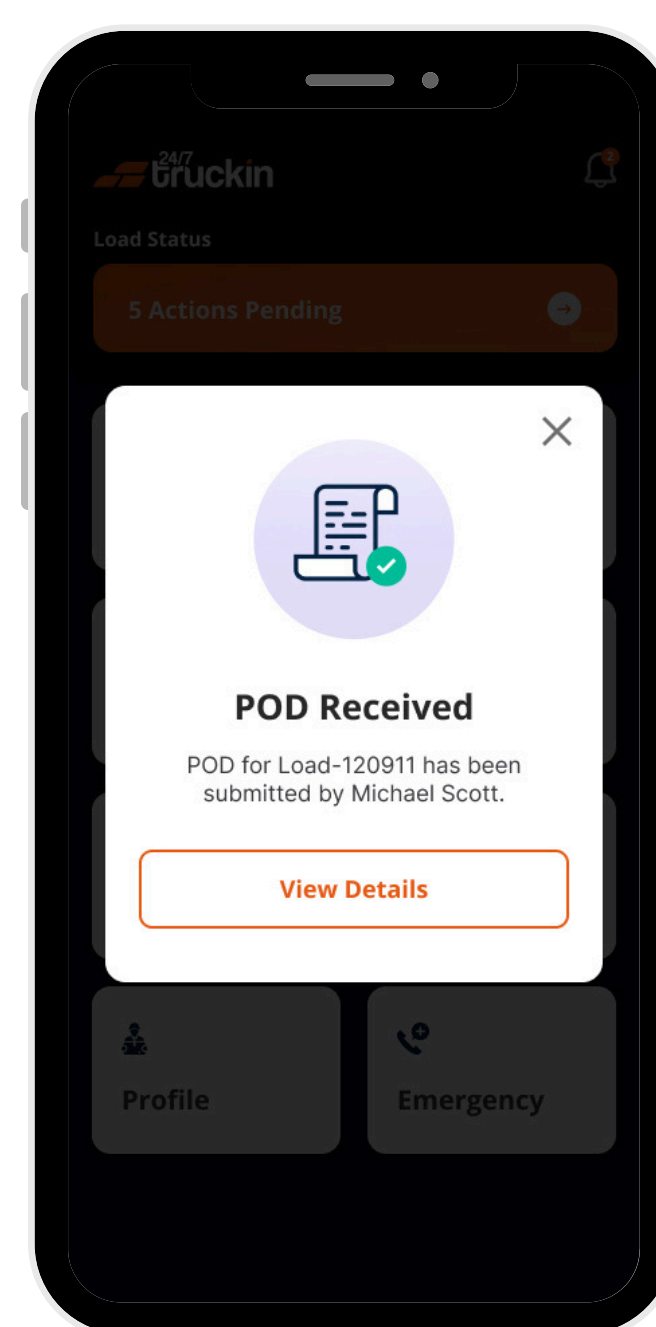 24/7
truckin
2
Load Status
5 Actions Pending
POD Received
POD for Load-120911 has been
submitted by Michael Scott.
View Details
Profile
Emergency